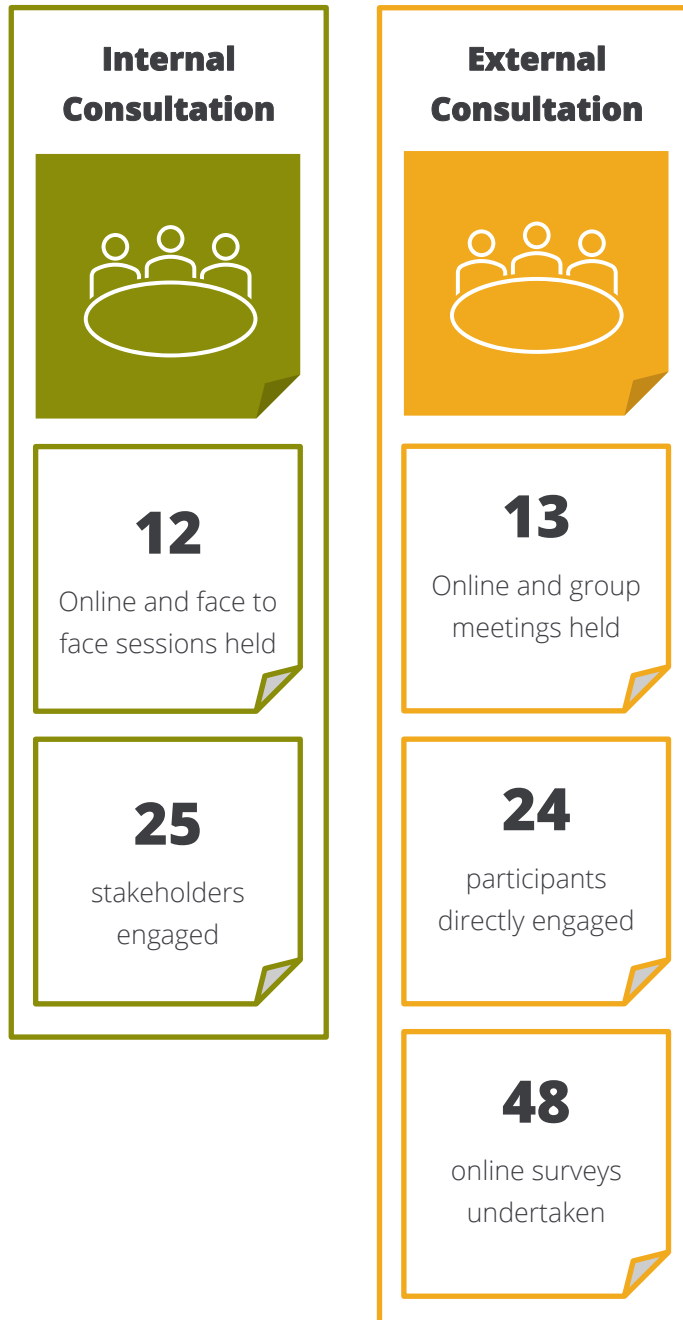 Internal
Consultation
12
Online and face to
face sessions held
25
stakeholders
engaged
External
Consultation
13
Online and group
meetings held
24
participants
directly engaged
48
online surveys
undertaken